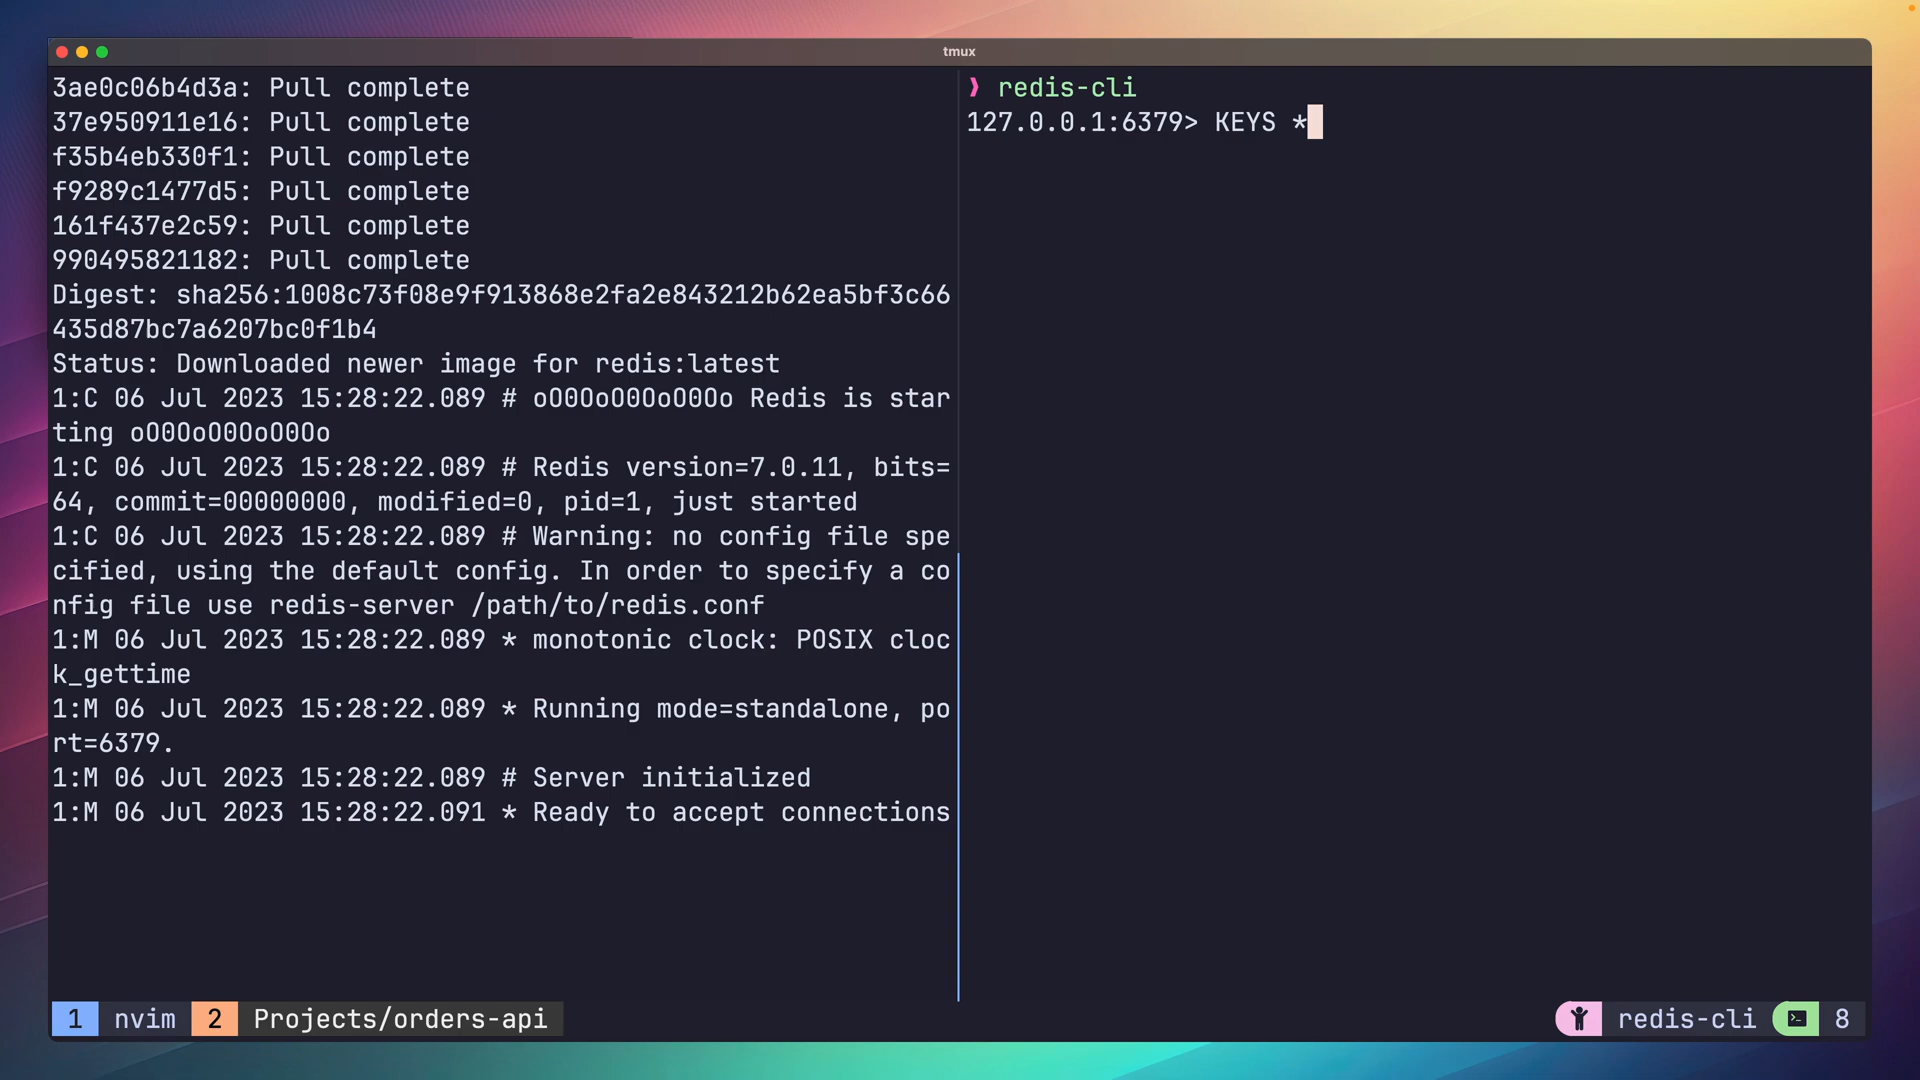 tmux
3ae0c06b4d3a: Pull complete
37e950911e16: Pull complete
f35b4eb330f1: Pull complete
f9289c1477d5: Pull complete
161f437e2c59: Pull complete
990495821182: Pull complete
Digest: sha256:1008c73f08e9f913868e2fa2e843212b62ea5bf3c66
435d87bc7a6207bc0f1b4
Status: Downloaded newer image for redis:latest
1:C 06 Jul 2023 15:28:22.089 # oO0OoO0OoO0Oo Redis is star
ting oO0OoO0OoO0Oo
1:C 06 Jul 2023 15:28:22.089 # Redis version=7.0.11, bits=
64, commit=00000000, modified=0, pid=1, just started
1:C 06 Jul 2023 15:28:22.089 # Warning: no config file spe
cified, using the default config. In order to specify a co
nfig file use redis-server /path/to/redis.conf
1:M 06 Jul 2023 15:28:22.089 * monotonic clock: POSIX cloc
k_gettime
1:M 06 Jul 2023 15:28:22.089 * Running mode=standalone, po
rt=6379.
1:M 06 Jul 2023 15:28:22.089 # Server initialized
1:M 06 Jul 2023 15:28:22.091 * Ready to accept connections
❯ redis-cli
127.0.0.1:6379> KEYS *
1 nvim 2 Projects/orders-api
redis-cli 8